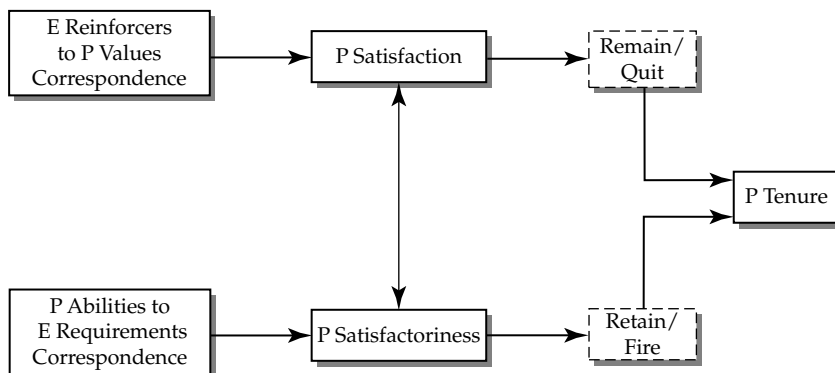 E Reinforcers
to P Values
Correspondence
P Satisfaction
Remain/
Quit
P Tenure
P Abilities to
E Requirements
Correspondence
P Satisfactoriness
Retain/
Fire